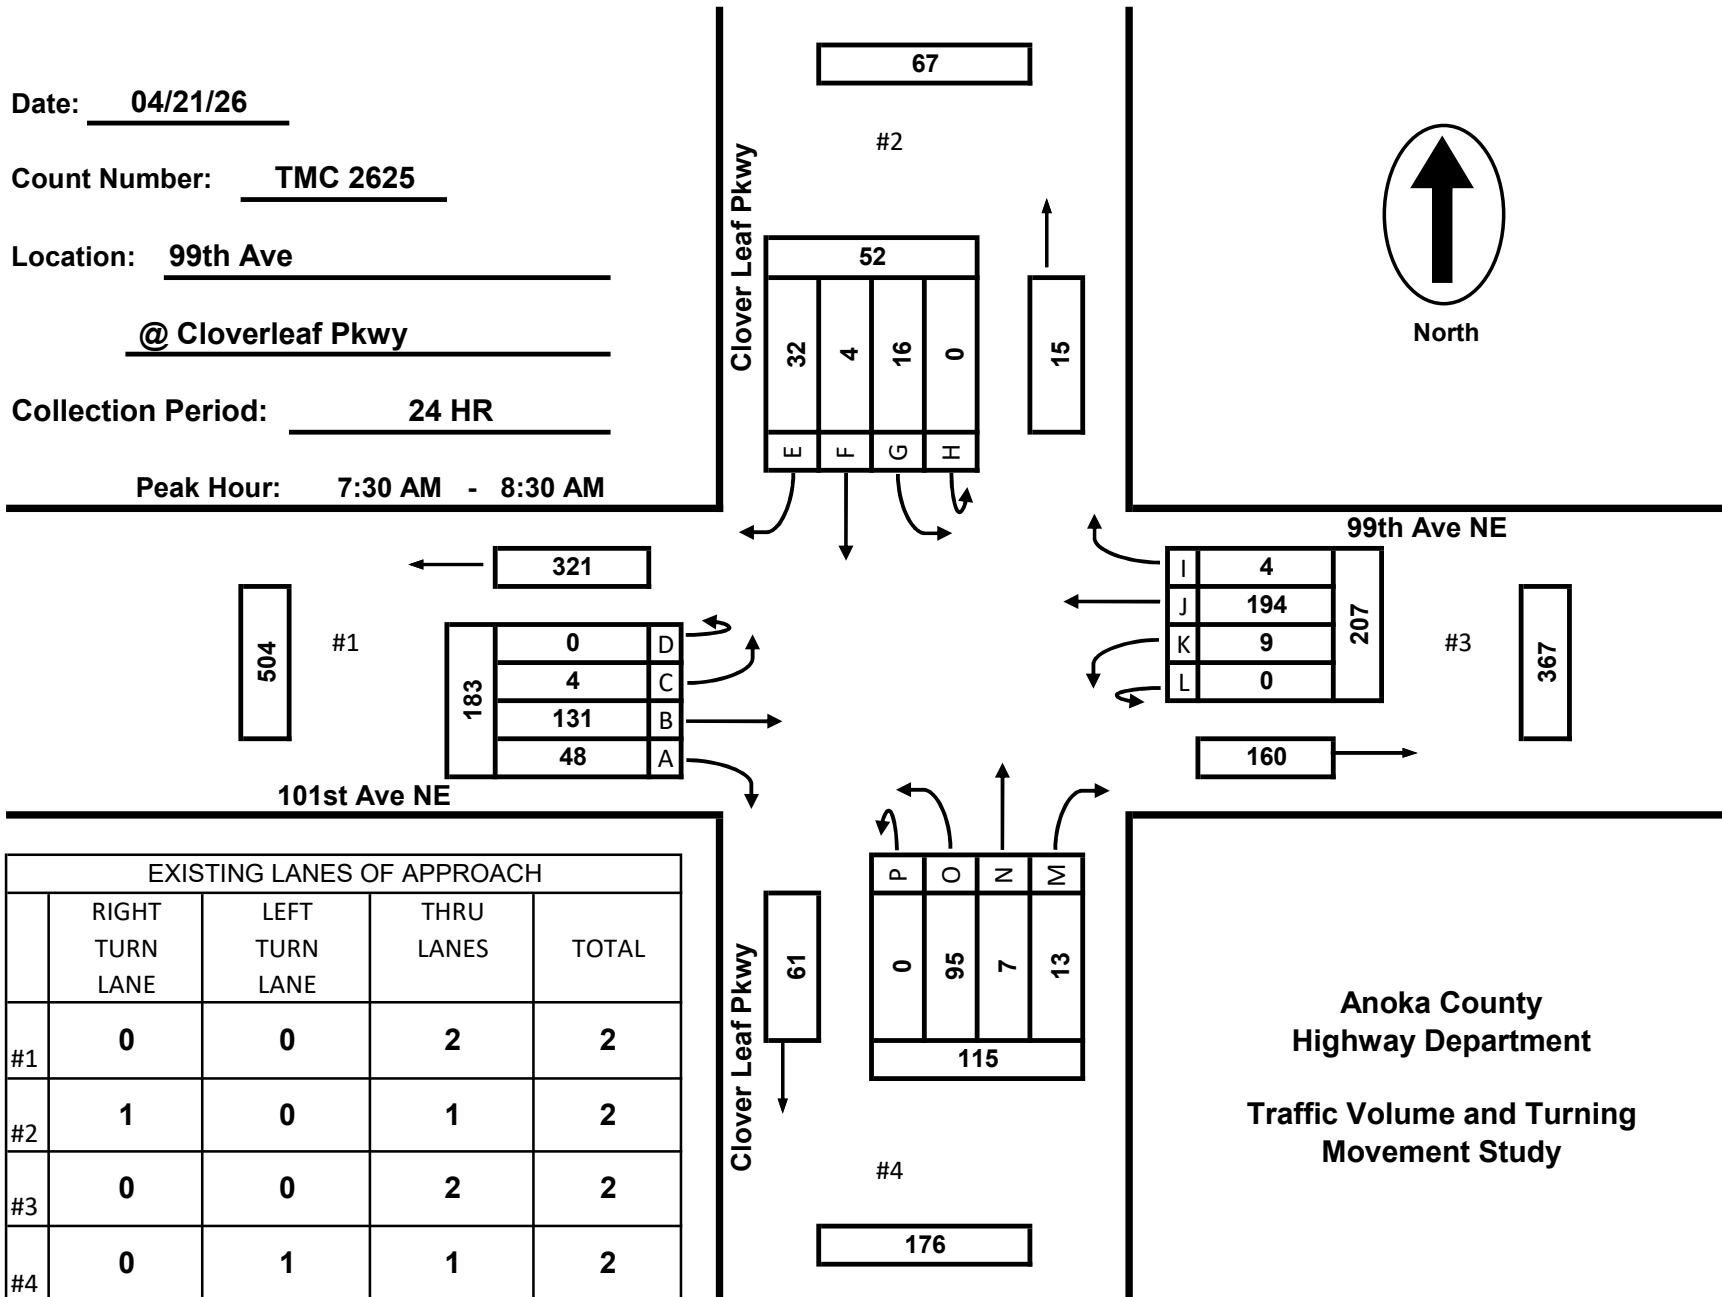 Date: 04/21/26
Count Number: TMC 2625
Location: 99th Ave
@ Cloverleaf Pkwy
Collection Period: 24 HR
Peak Hour: 7:30 AM - 8:30 AM
67
#2
Clover Leaf Pkwy
52
32 4 16 0
E F G H
15
North
99th Ave NE
321
504
#1
183
0 D
4 C
131 B
48 A
101st Ave NE
I 4
J 194
K 9
L 0
207
#3
367
160
EXISTING LANES OF APPROACH
RIGHT TURN LANE
LEFT TURN LANE
THRU LANES
TOTAL
#1 0 0 2 2
#2 1 0 1 2
#3 0 0 2 2
#4 0 1 1 2
Clover Leaf Pkwy
61
P O N M
0 95 7 13
115
#4
176
Anoka County
Highway Department
Traffic Volume and Turning
Movement Study